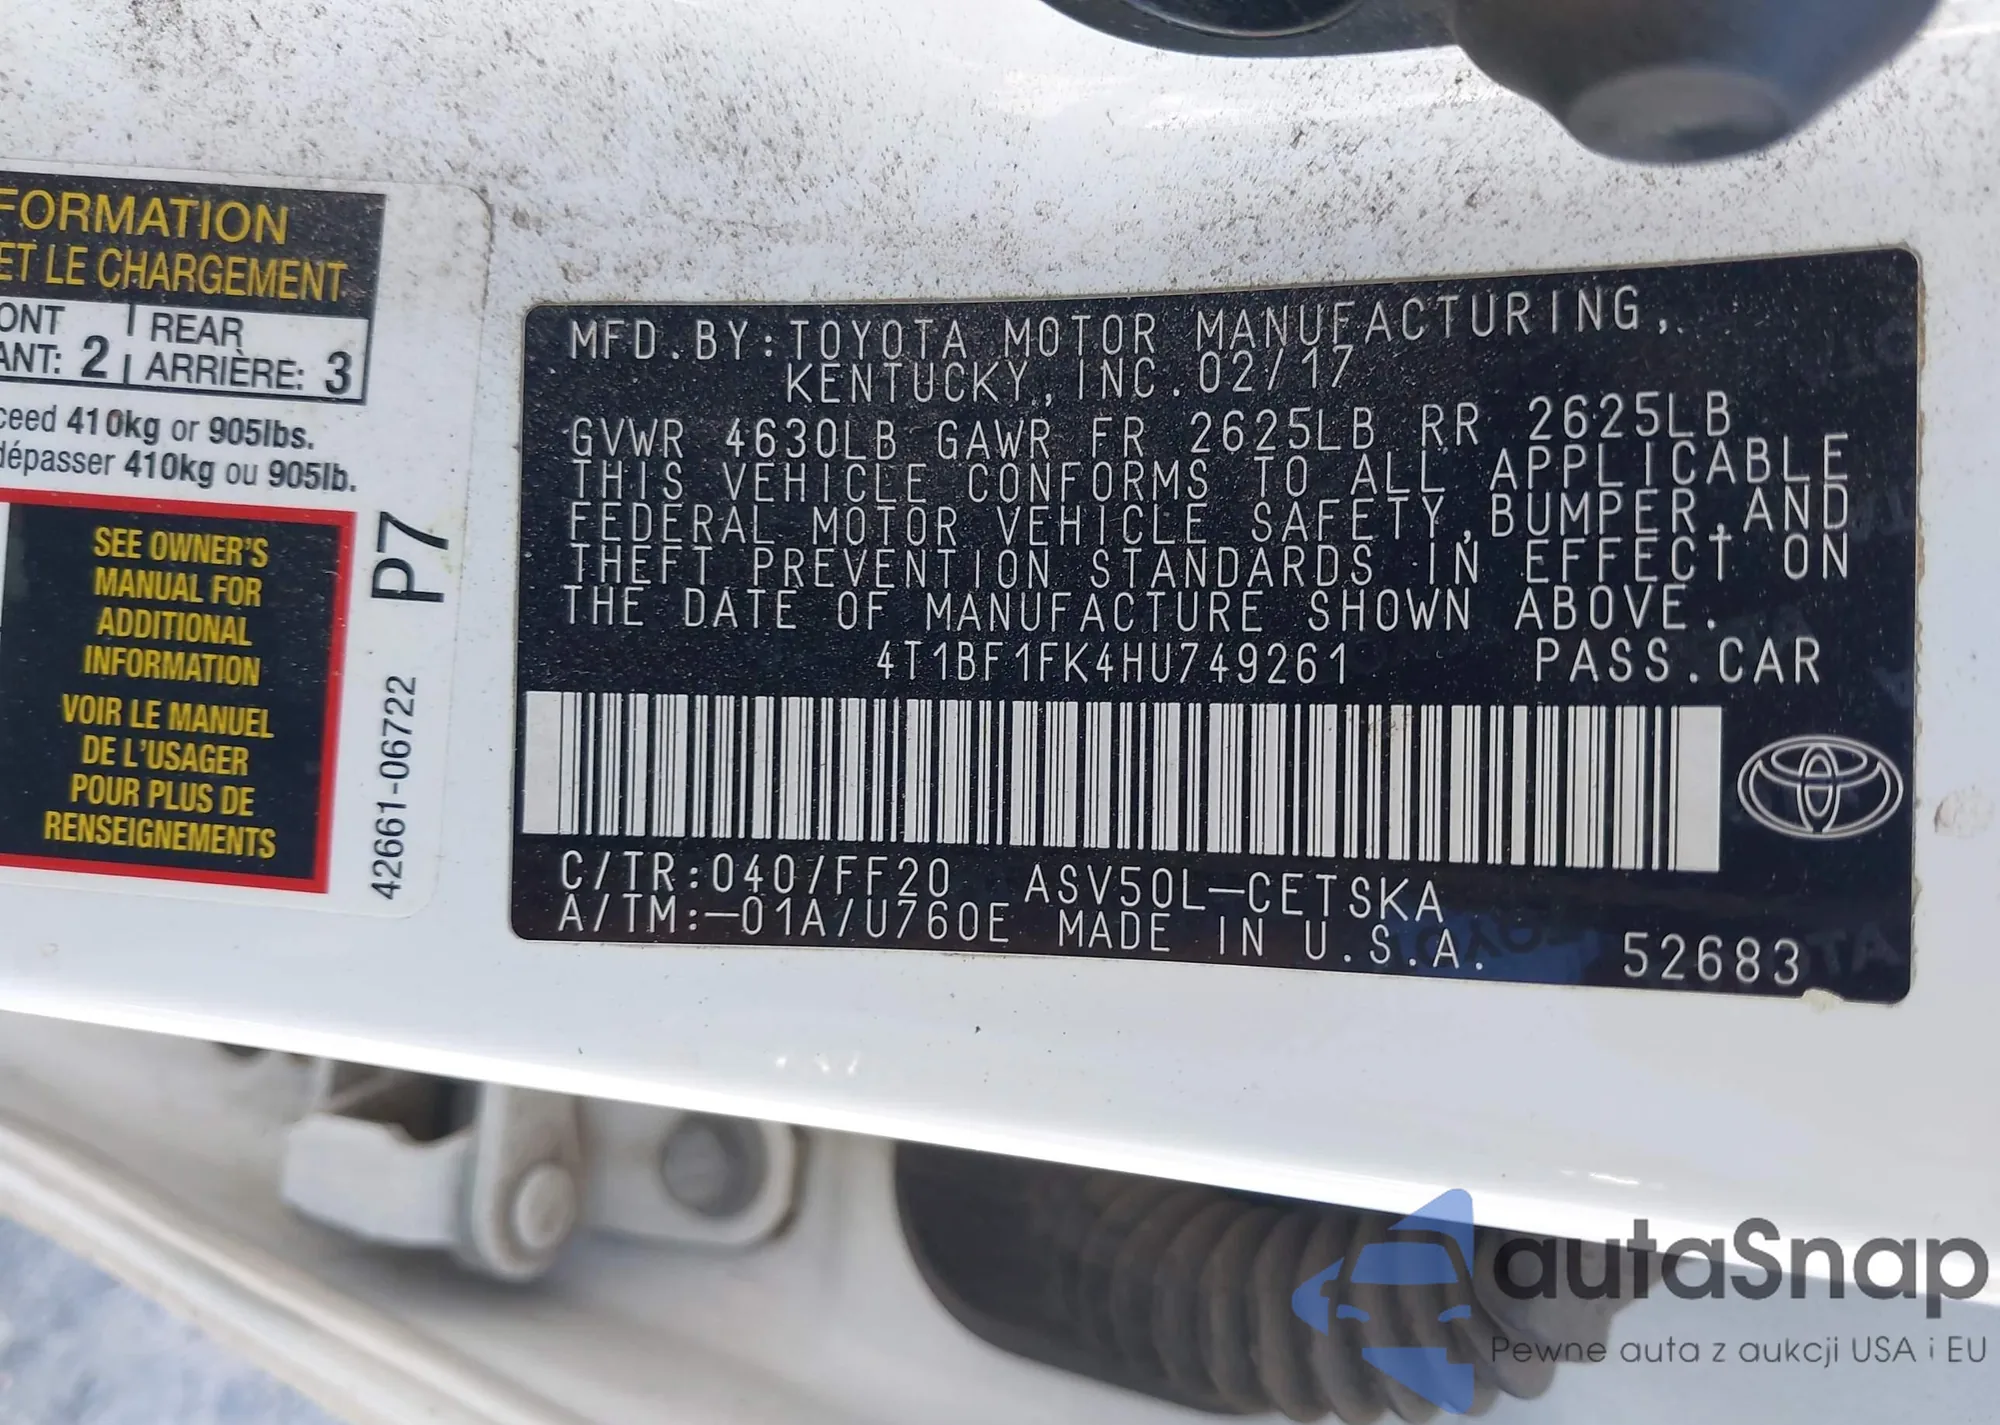 FORMATION
ET LE CHARGEMENT
REAR
2
ARRIÈRE: 3
410kg or 905lbs.
dépasser 410kg ou 905lb.
SEE OWNER'S
MANUAL FOR
ADDITIONAL
INFORMATION
VOIR LE MANUEL
DE L'USAGER
POUR PLUS DE
RENSEIGNEMENTS
P7
42661-06722
MFD.BY:TOYOTA MOTOR MANUFACTURING,
KENTUCKY, INC.02/17
GVWR 4630LB GAWR FR 2625LB RR 2625LB
THIS VEHICLE CONFORMS TO ALL APPLICABLE
FEDERAL MOTOR VEHICLE SAFETY,BUMPER,AND
THEFT PREVENTION STANDARDS IN EFFECT ON
THE DATE OF MANUFACTURE SHOWN ABOVE.
4T1BF1FK4HU749261 PASS.CAR
C/TR:040/FF20 ASV50L-CETSKA
A/TM:-01A/U760E MADE IN U.S.A. 52683
autaSnap
Pewne auta z aukcji USA i EU